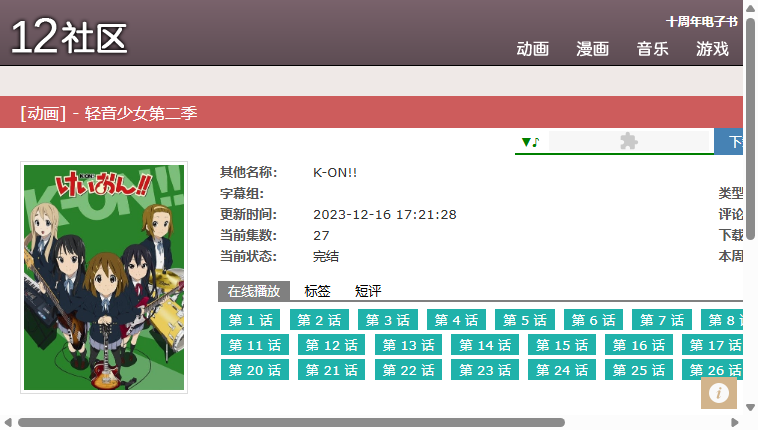 12社区
十周年电子书
动画 漫画 音乐 游戏
[动画] - 轻音少女第二季
▼♪
K-ON!!
けいおん!!
其他名称: K-ON!!
字幕组: 类型
更新时间: 2023-12-16 17:21:28 评论
当前集数: 27 下载
当前状态: 完结 本周
在线播放 标签 短评
第 1 话 第 2 话 第 3 话 第 4 话 第 5 话 第 6 话 第 7 话 第 8
第 11 话 第 12 话 第 13 话 第 14 话 第 15 话 第 16 话 第 17 话
第 20 话 第 21 话 第 22 话 第 23 话 第 24 话 第 25 话 第 26 话